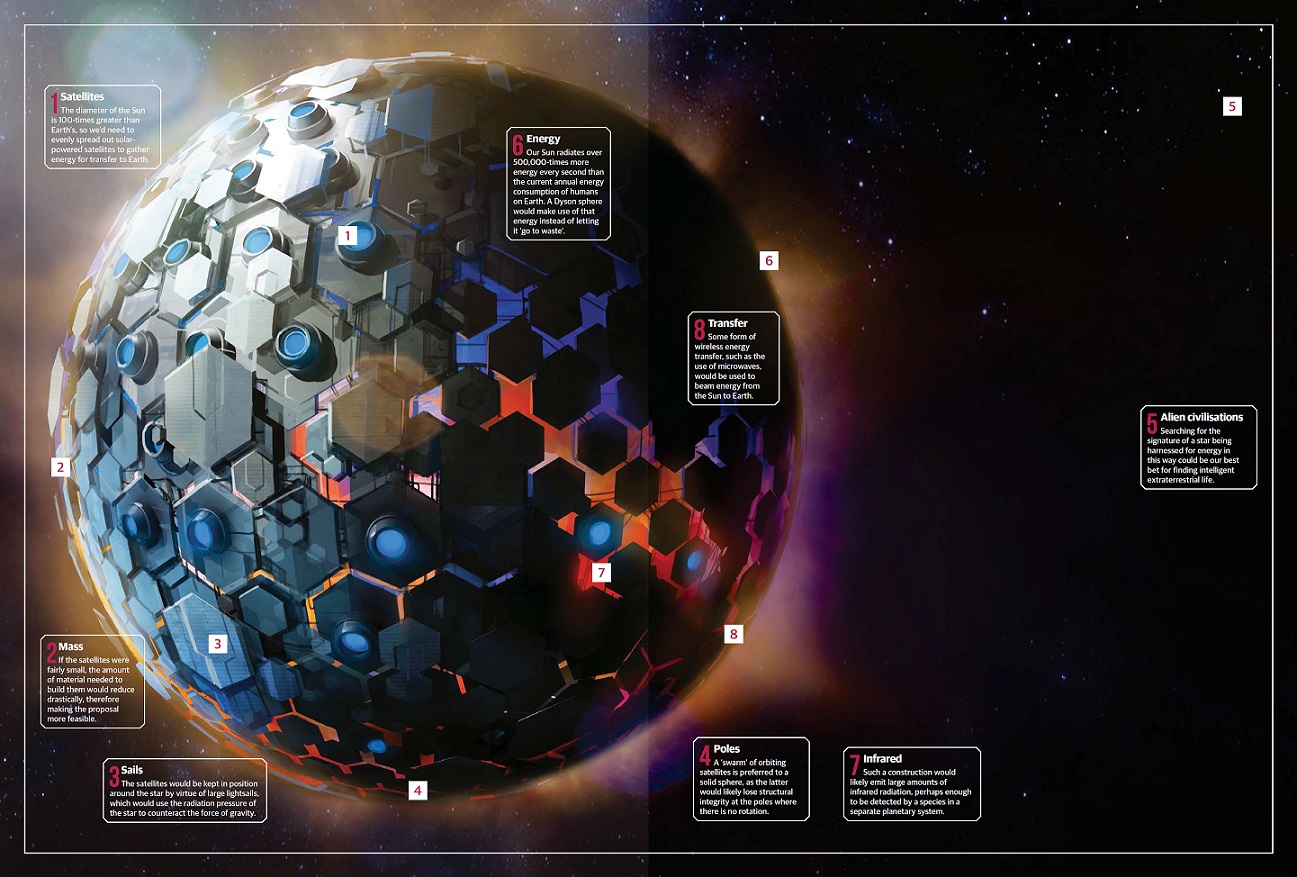 1 Satellites
The diameter of the Sun
is 100-times greater than
Earth's, so we'd need to
evenly spread out solar-
powered satellites to gather
energy for transfer to Earth.
6 Energy
Our Sun radiates over
500,000-times more
energy every second than
the current annual energy
consumption of humans
on Earth. A Dyson sphere
would make use of that
energy instead of letting
it 'go to waste'.
5
1
6
8 Transfer
Some form of
wireless energy
transfer, such as the
use of microwaves,
would be used to
beam energy from
the Sun to Earth.
5 Alien civilisations
Searching for the
signature of a star being
harnessed for energy in
this way could be our best
bet for finding intelligent
extraterrestrial life.
2
7
8
3
2 Mass
If the satellites were
fairly small, the amount
of material needed to
build them would reduce
drastically, therefore
making the proposal
more feasible.
3 Sails
The satellites would be kept in position
around the star by virtue of large lightsails,
which would use the radiation pressure of
the star to counteract the force of gravity.
4
4 Poles
A 'swarm' of orbiting
satellites is preferred to a
solid sphere, as the latter
would likely lose structural
integrity at the poles where
there is no rotation.
7 Infrared
Such a construction would
likely emit large amounts of
infrared radiation, perhaps enough
to be detected by a species in a
separate planetary system.